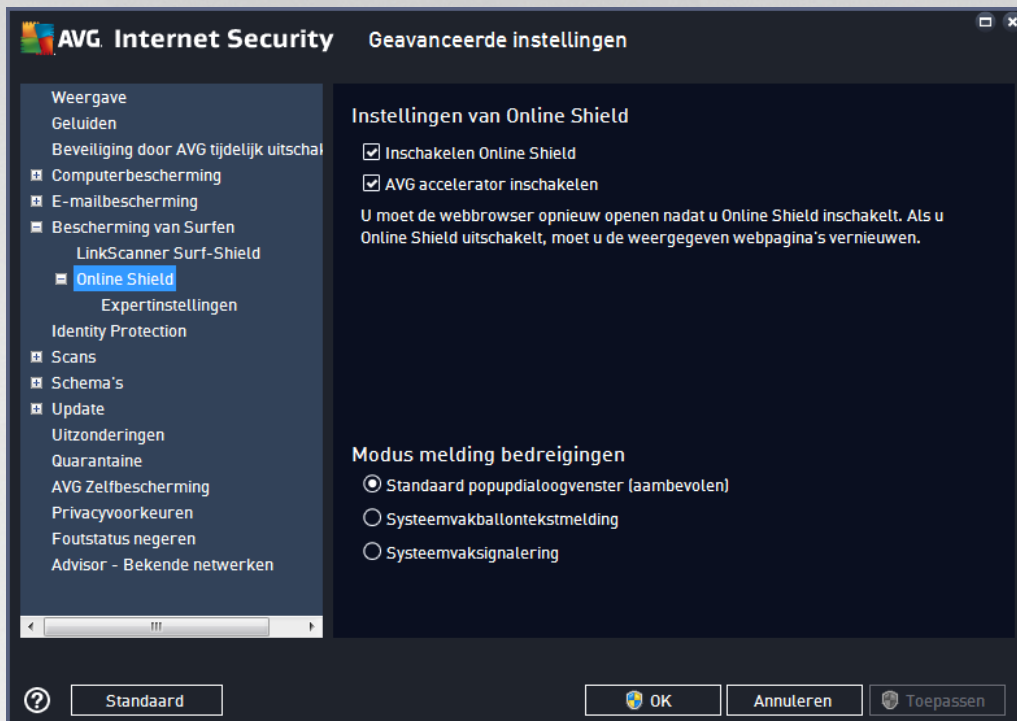 AVG. Internet Security Geavanceerde instellingen
Weergave
Geluiden
Beveiliging door AVG tijdelijk uitschak
Computerbescherming
E-mailbescherming
Bescherming van Surfen
LinkScanner Surf-Shield
Online Shield
Expertinstellingen
Identity Protection
Scans
Schema's
Update
Uitzonderingen
Quarantaine
AVG Zelfbescherming
Privacyvoorkeuren
Foutstatus negeren
Advisor - Bekende netwerken
Instellingen van Online Shield
Inschakelen Online Shield
AVG accelerator inschakelen
U moet de webbrowser opnieuw openen nadat u Online Shield inschakelt. Als u
Online Shield uitschakelt, moet u de weergegeven webpagina's vernieuwen.
Modus melding bedreigingen
Standaard popupdialoogvenster (aambevolen)
Systeemvakballontekstmelding
Systeemvaksignalering
? Standaard OK Annuleren Toepassen